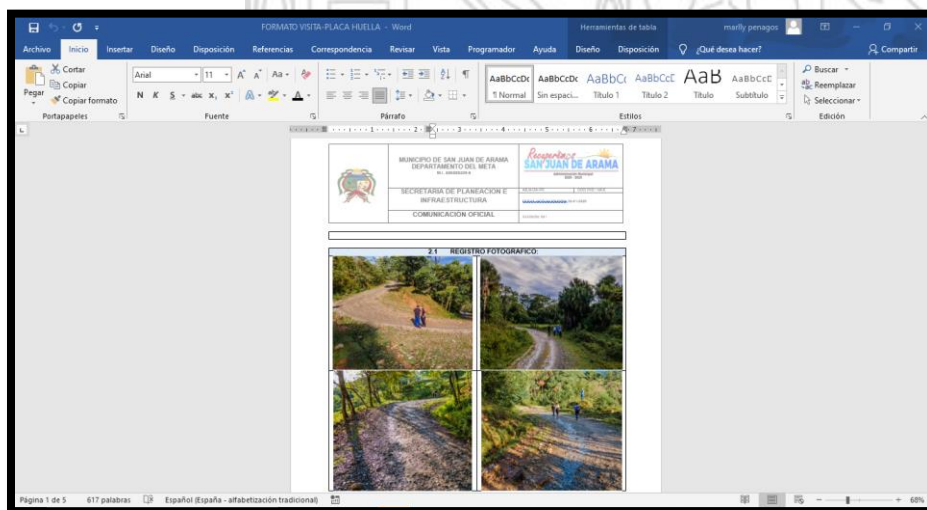 FORMATO VISITA-PLACA HUELLA - Word
Herramientas de tabla
marlly penagos
Archivo Inicio Insertar Diseño Disposición Referencias Correspondencia Revisar Vista Programador Ayuda Diseño Disposición ¿Qué desea hacer? Compartir
Pegar
Cortar
Copiar
Copiar formato
Portapapeles
Arial 11
N K S abc x, x²
Fuente
Párrafo
AaBbCcDc AaBbCcDc AaBbCc AaBbCcC AaB AaBbCcC
¶ Normal Sin espaci... Título 1 Título 2 Título Subtítulo
Estilos
Buscar
Reemplazar
Seleccionar
Edición
MUNICIPIO DE SAN JUAN DE ARAMA
DEPARTAMENTO DEL META
SECRETARIA DE PLANEACION E
INFRAESTRUCTURA
COMUNICACIÓN OFICIAL
Recuperemos
SAN JUAN DE ARAMA
2.1 REGISTRO FOTOGRAFICO:
Página 1 de 5 617 palabras Español (España - alfabetización tradicional) 68%